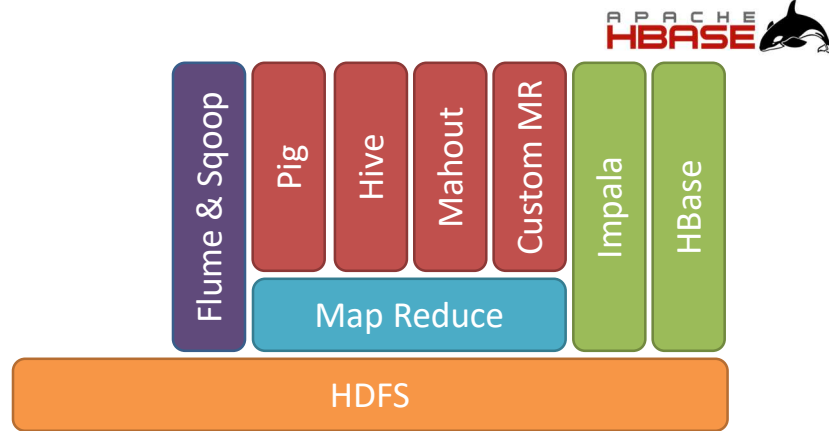 APACHE
HBASE
Flume & Sqoop
Pig
Hive
Mahout
Custom MR
Impala
HBase
Map Reduce
HDFS